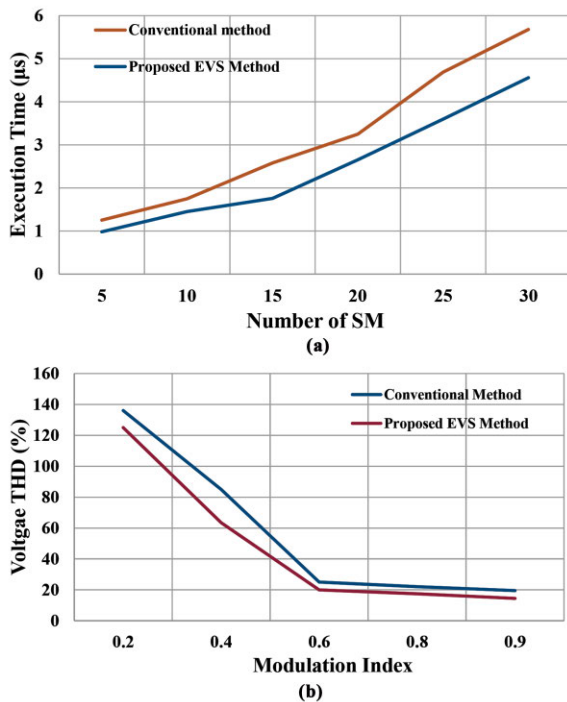 6
5
4
3
2
1
0
Execution Time (µs)
Conventional method
Proposed EVS Method
5 10 15 20 25 30
Number of SM
(a)
160
140
120
100
80
60
40
20
0
Voltgae THD (%)
Conventional Method
Proposed EVS Method
0.2 0.4 0.6 0.8 0.9
Modulation Index
(b)